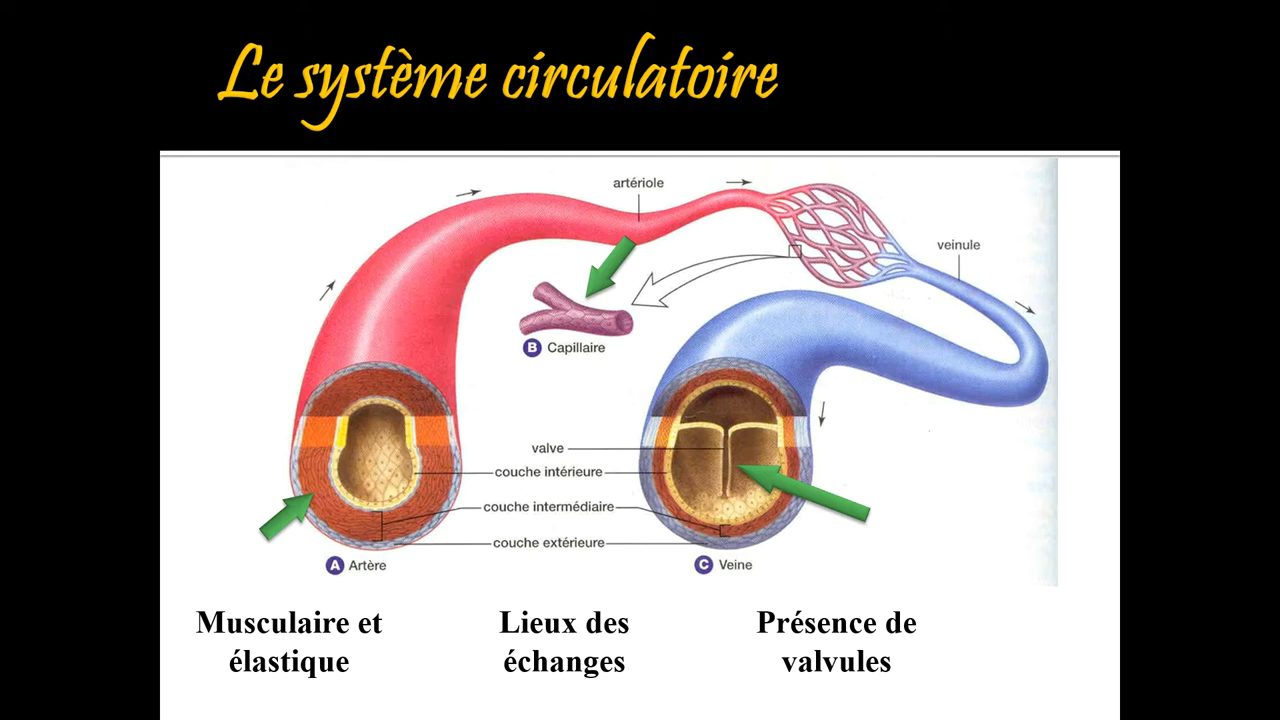 Le système circulatoire
artériole
veinule
B Capillaire
valve
couche intérieure
couche intermédiaire
couche extérieure
A Artère
C Veine
Musculaire et
élastique
Lieux des
échanges
Présence de
valvules